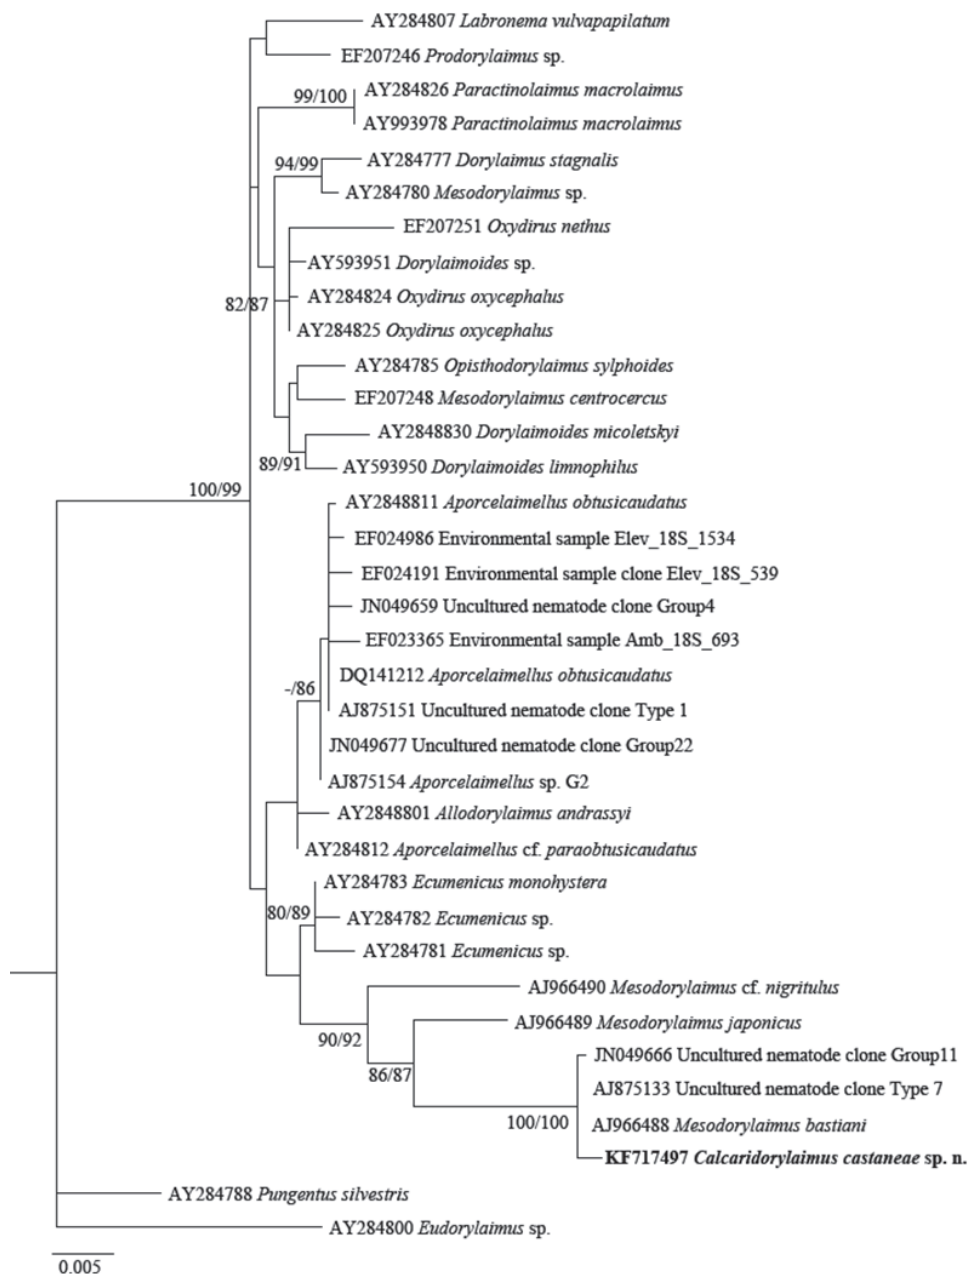 AY284807 Labronema vulvapapilatum
EF207246 Prodorylaimus sp.
99/100
AY284826 Paractinolaimus macrolaimus
AY993978 Paractinolaimus macrolaimus
94/99
AY284777 Dorylaimus stagnalis
AY284780 Mesodorylaimus sp.
EF207251 Oxydirus nethus
AY593951 Dorylaimoides sp.
82/87
AY284824 Oxydirus oxycephalus
AY284825 Oxydirus oxycephalus
AY284785 Opisthodorylaimus sylphoides
EF207248 Mesodorylaimus centrocercus
AY2848830 Dorylaimoides micoletskyi
89/91
AY593950 Dorylaimoides limnophilus
100/99
AY2848811 Aporcelaimellus obtusicaudatus
EF024986 Environmental sample Elev_18S_1534
EF024191 Environmental sample clone Elev_18S_539
JN049659 Uncultured nematode clone Group4
EF023365 Environmental sample Amb_18S_693
DQ141212 Aporcelaimellus obtusicaudatus
-/86
AJ875151 Uncultured nematode clone Type 1
JN049677 Uncultured nematode clone Group22
AJ875154 Aporcelaimellus sp. G2
AY2848801 Allodorylaimus andrassyi
AY284812 Aporcelaimellus cf. paraobtusicaudatus
AY284783 Ecumenicus monohystera
80/89
AY284782 Ecumenicus sp.
AY284781 Ecumenicus sp.
AJ966490 Mesodorylaimus cf. nigritulus
AJ966489 Mesodorylaimus japonicus
90/92
JN049666 Uncultured nematode clone Group11
86/87
AJ875133 Uncultured nematode clone Type 7
100/100
AJ966488 Mesodorylaimus bastiani
KF717497 Calcaridorylaimus castaneae sp. n.
AY284788 Pungentus silvestris
AY284800 Eudorylaimus sp.
0.005